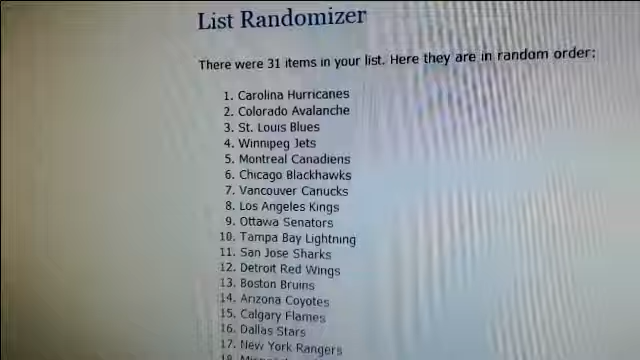 List Randomizer
There were 31 items in your list. Here they are in random order:
1. Carolina Hurricanes
2. Colorado Avalanche
3. St. Louis Blues
4. Winnipeg Jets
5. Montreal Canadiens
6. Chicago Blackhawks
7. Vancouver Canucks
8. Los Angeles Kings
9. Ottawa Senators
10. Tampa Bay Lightning
11. San Jose Sharks
12. Detroit Red Wings
13. Boston Bruins
14. Arizona Coyotes
15. Calgary Flames
16. Dallas Stars
17. New York Rangers
18.